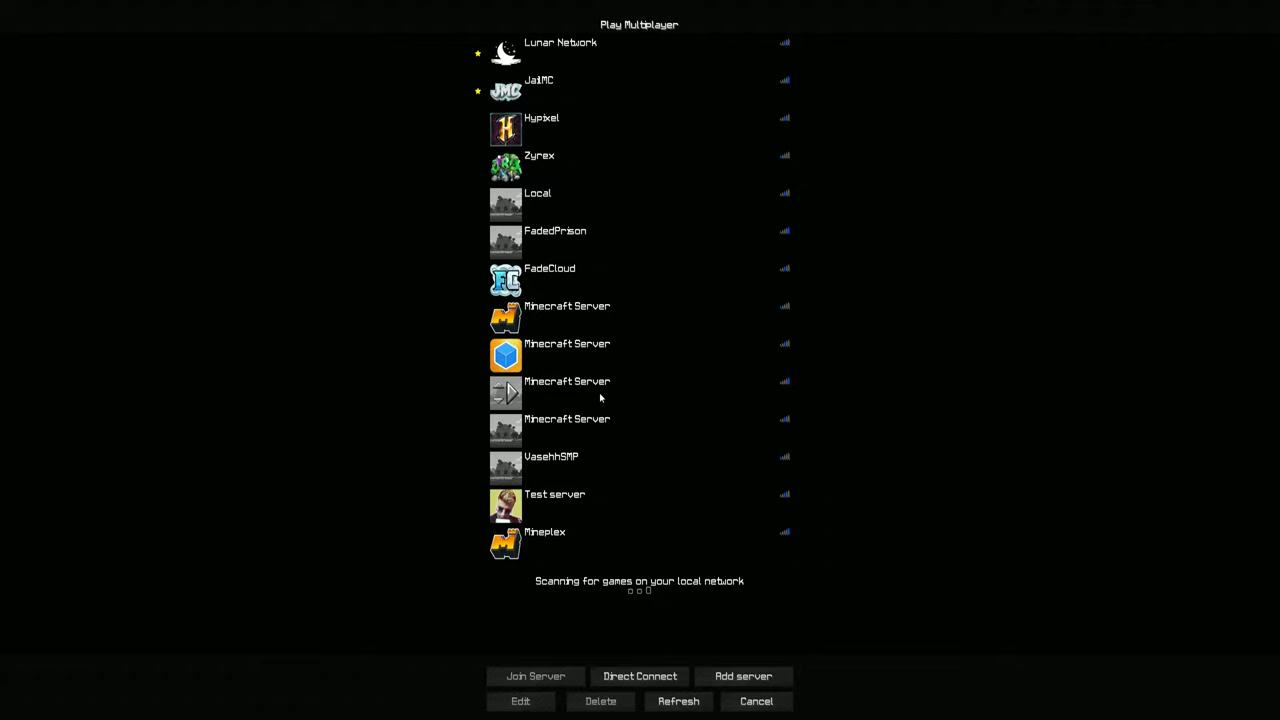 Play Multiplayer
Lunar Network
JailMC
JMC
Hypixel
H
Zyrex
Local
FadedPrison
FadeCloud
FC
Minecraft Server
M
Minecraft Server
Minecraft Server
Minecraft Server
VasehhSMP
Test server
Mineplex
M
Scanning for games on your local network
Join Server
Direct Connect
Add server
Edit
Delete
Refresh
Cancel